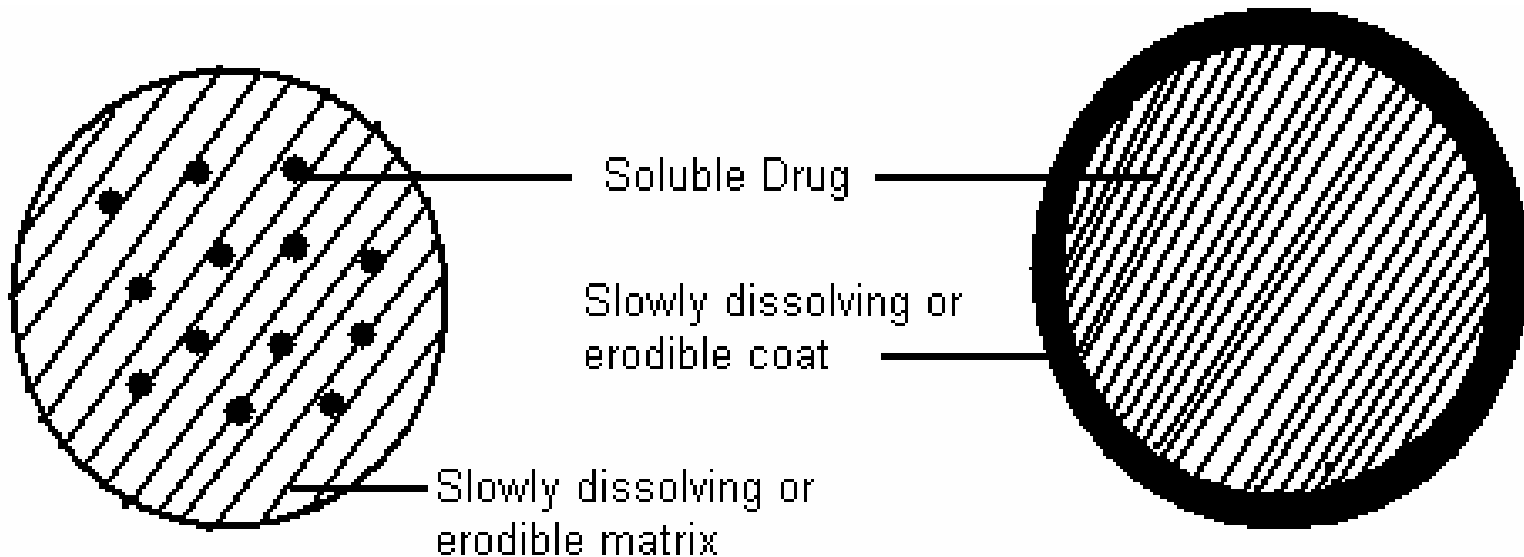 Soluble Drug
Slowly dissolving or
erodible coat
Slowly dissolving or
erodible matrix